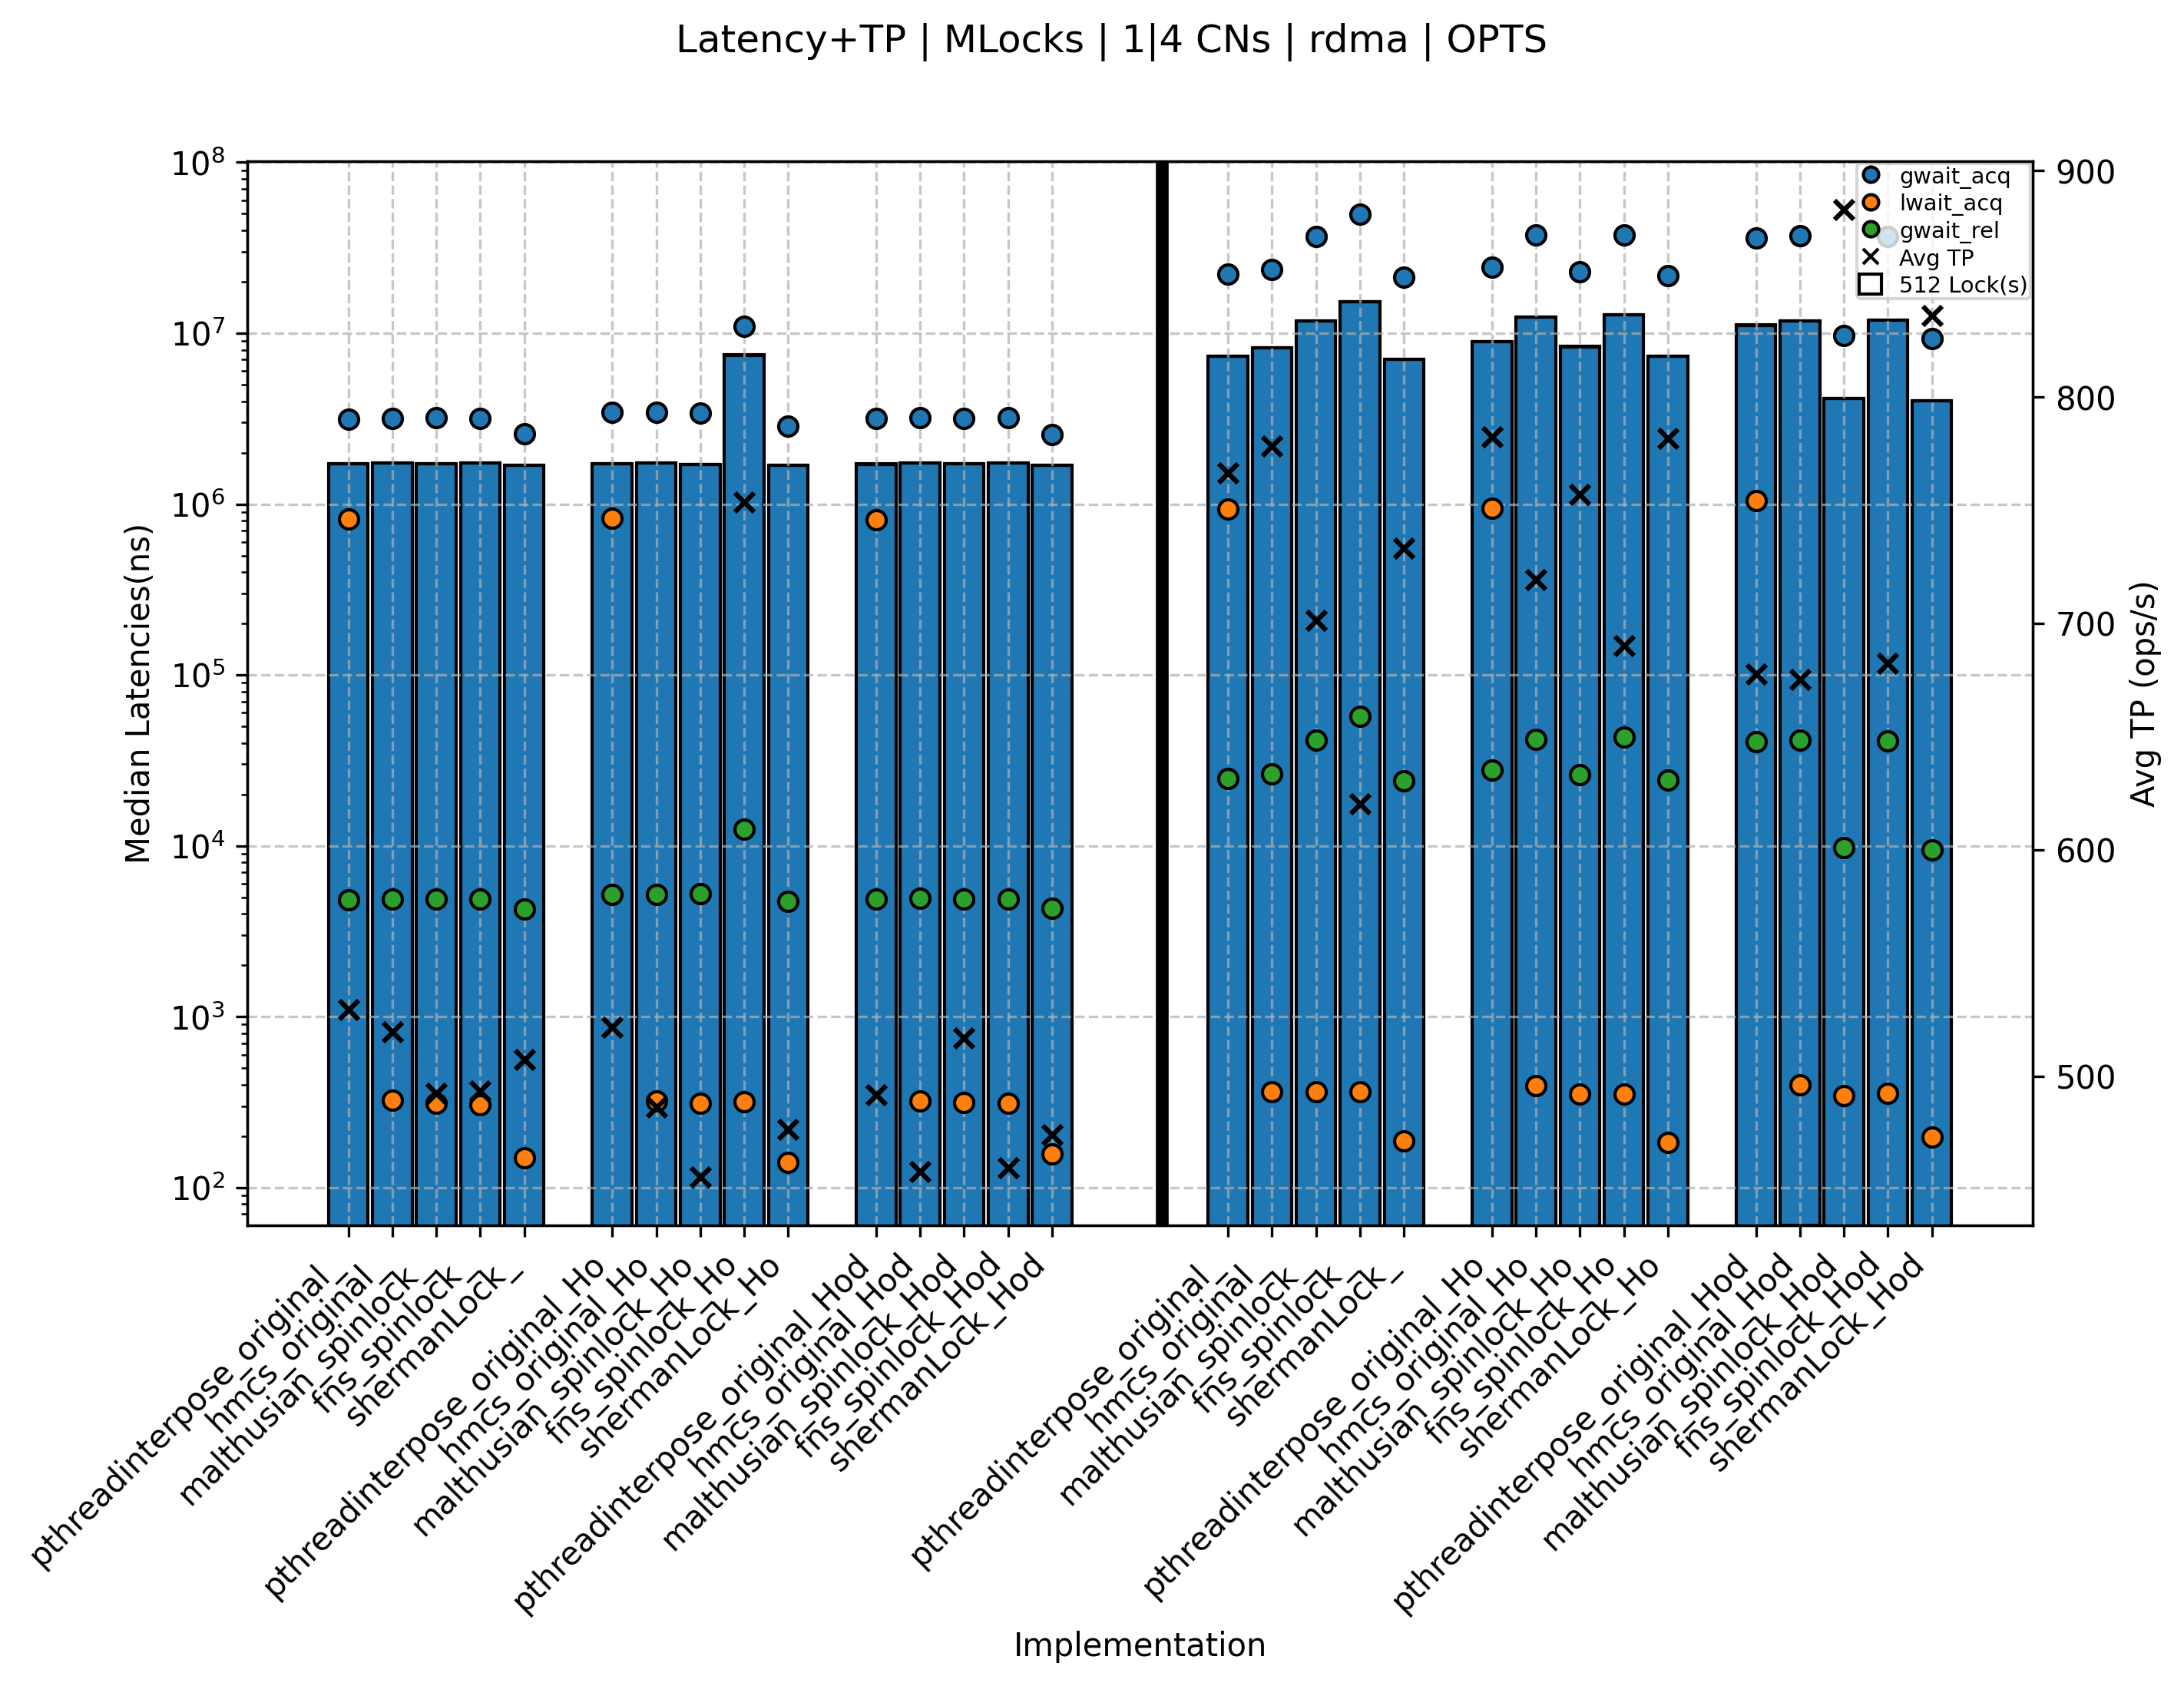 Latency+TP | MLocks | 1|4 CNs | rdma | OPTS
Median Latencies(ns)
10^8
10^7
10^6
10^5
10^4
10^3
10^2
900
800
700
600
500
Avg TP (ops/s)
gwait_acq
lwait_acq
gwait_rel
Avg TP
512 Lock(s)
pthreadinterpose_original_
hmcs_original_
malthusian_spinlock_
fns_spinlock_
shermanLock_
pthreadinterpose_original_Ho
hmcs_original_Ho
malthusian_spinlock_Ho
fns_spinlock_Ho
shermanLock_Ho
pthreadinterpose_original_Hod
hmcs_original_Hod
malthusian_spinlock_Hod
fns_spinlock_Hod
shermanLock_Hod
pthreadinterpose_original_
hmcs_original_
malthusian_spinlock_
fns_spinlock_
shermanLock_
pthreadinterpose_original_Ho
hmcs_original_Ho
malthusian_spinlock_Ho
fns_spinlock_Ho
shermanLock_Ho
pthreadinterpose_original_Hod
hmcs_original_Hod
malthusian_spinlock_Hod
fns_spinlock_Hod
shermanLock_Hod
Implementation